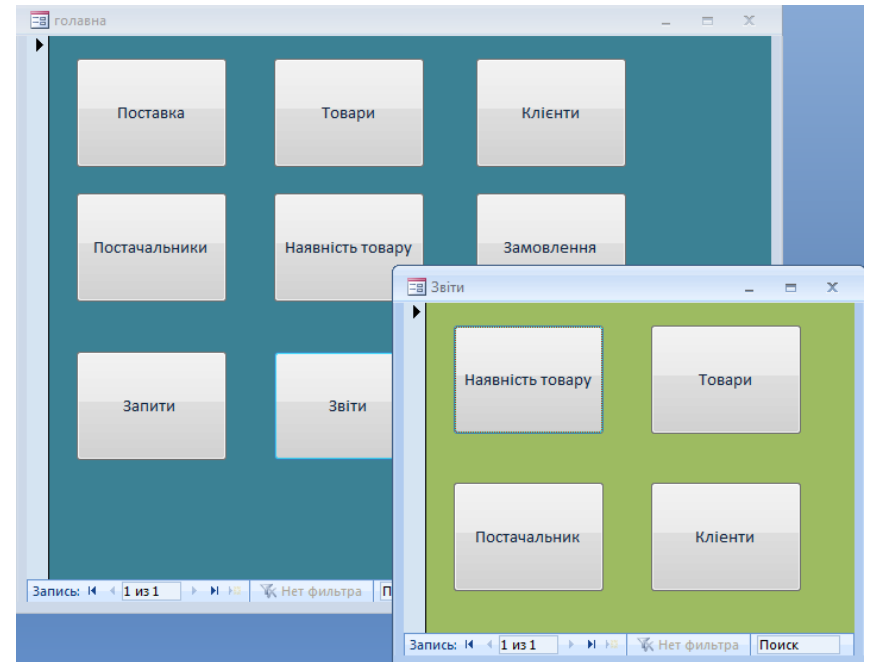 головна
Поставка Товари Клієнти
Постачальники Наявність товару Замовлення
Запити Звіти
Запись: 1 из 1 Нет фильтра П
Звіти
Наявність товару Товари
Постачальник Клієнти
Запись: 1 из 1 Нет фильтра Поиск